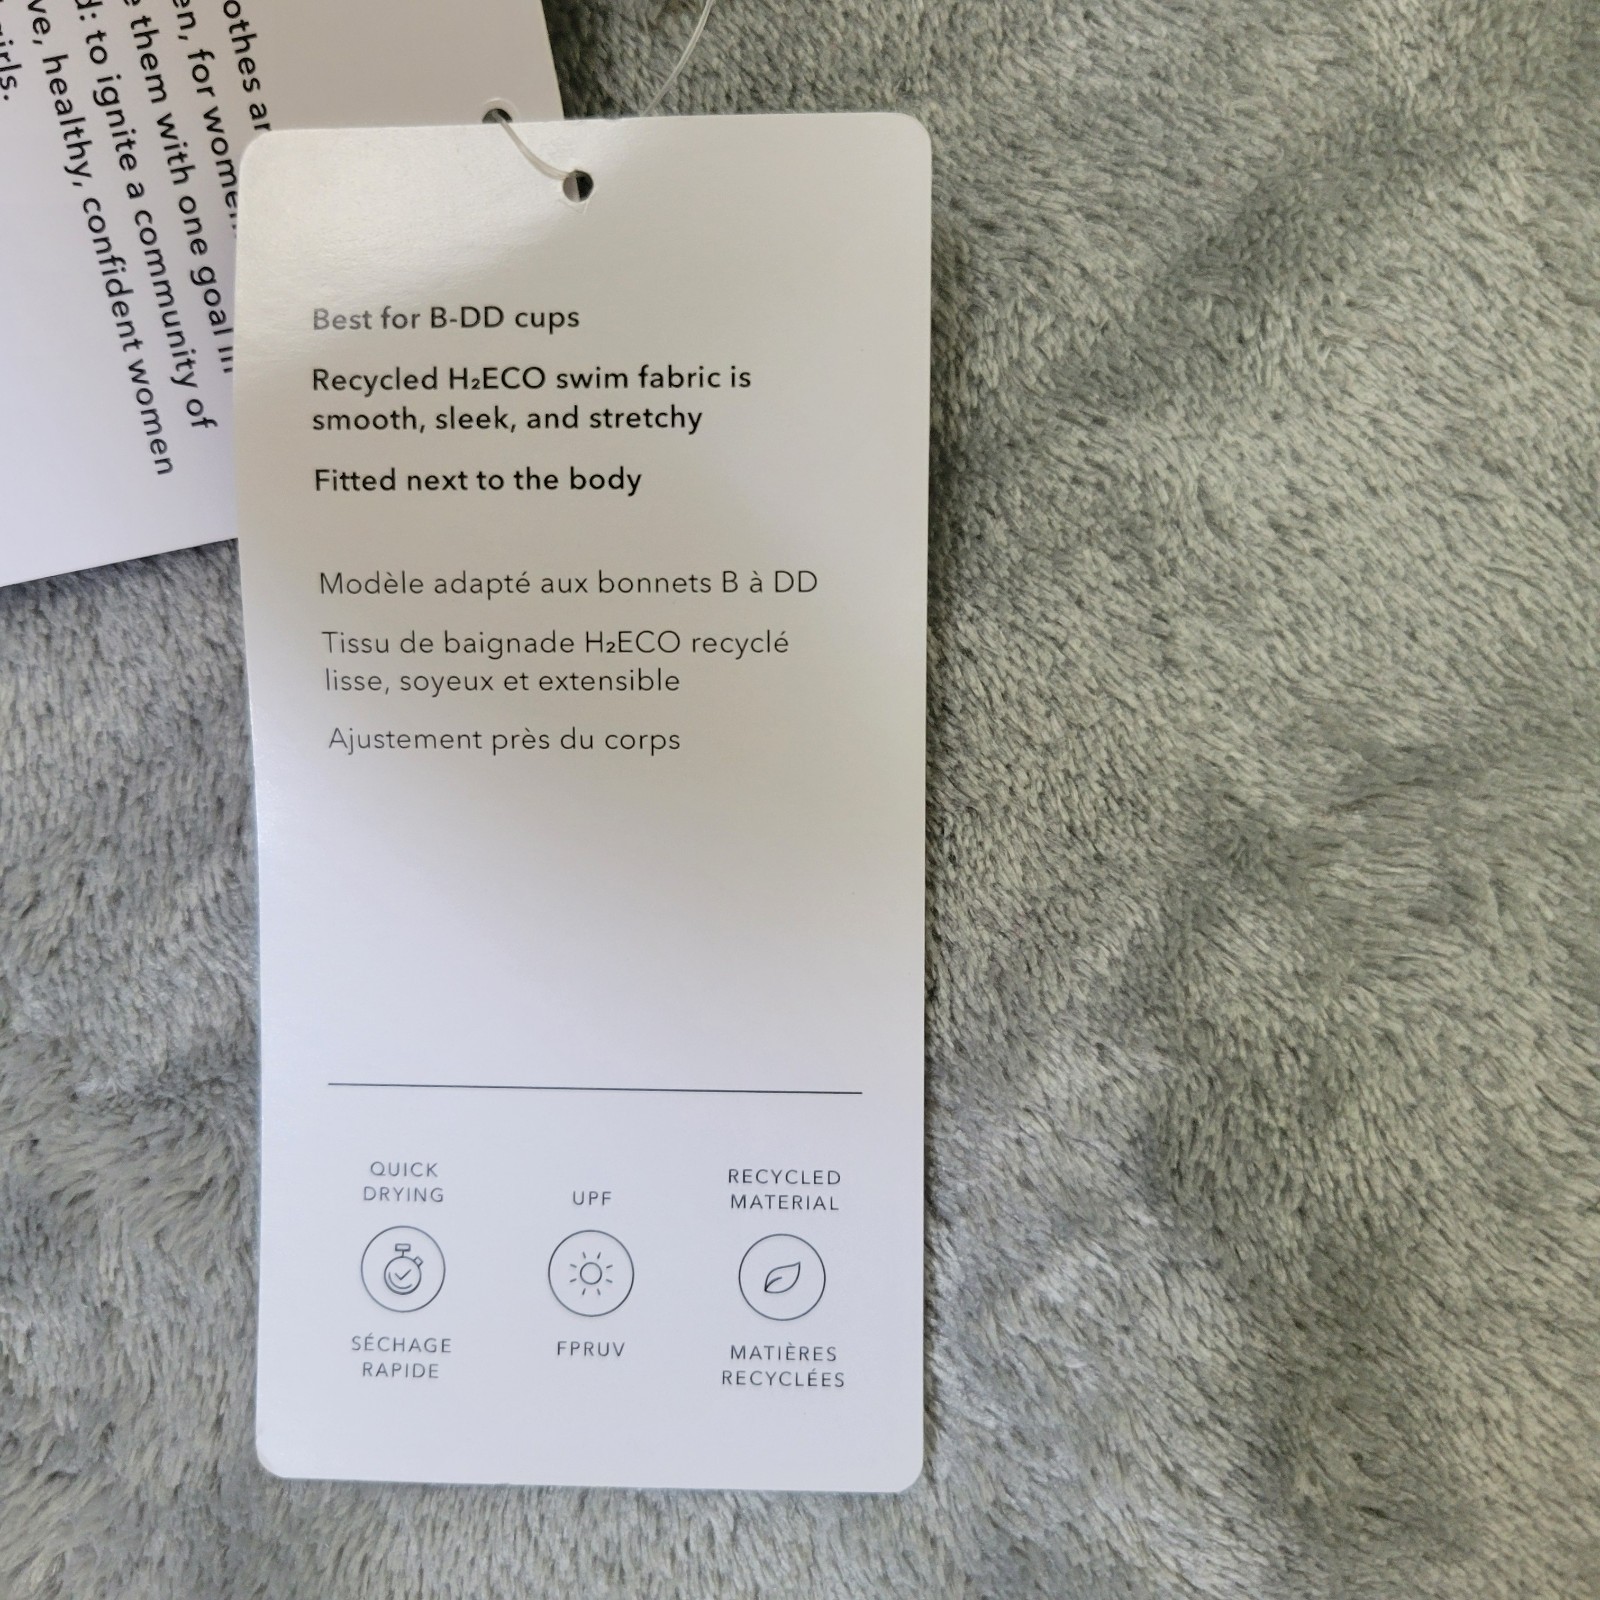 othes
en, for women
them with one goal in
d: to ignite a community of
ve, healthy, confident women
girls.
Best for B-DD cups
Recycled H₂ECO swim fabric is
smooth, sleek, and stretchy
Fitted next to the body
Modèle adapté aux bonnets B à DD
Tissu de baignade H₂ECO recyclé
lisse, soyeux et extensible
Ajustement près du corps
QUICK
DRYING
SÉCHAGE
RAPIDE
UPF
FPRUV
RECYCLED
MATERIAL
MATIÈRES
RECYCLÉES